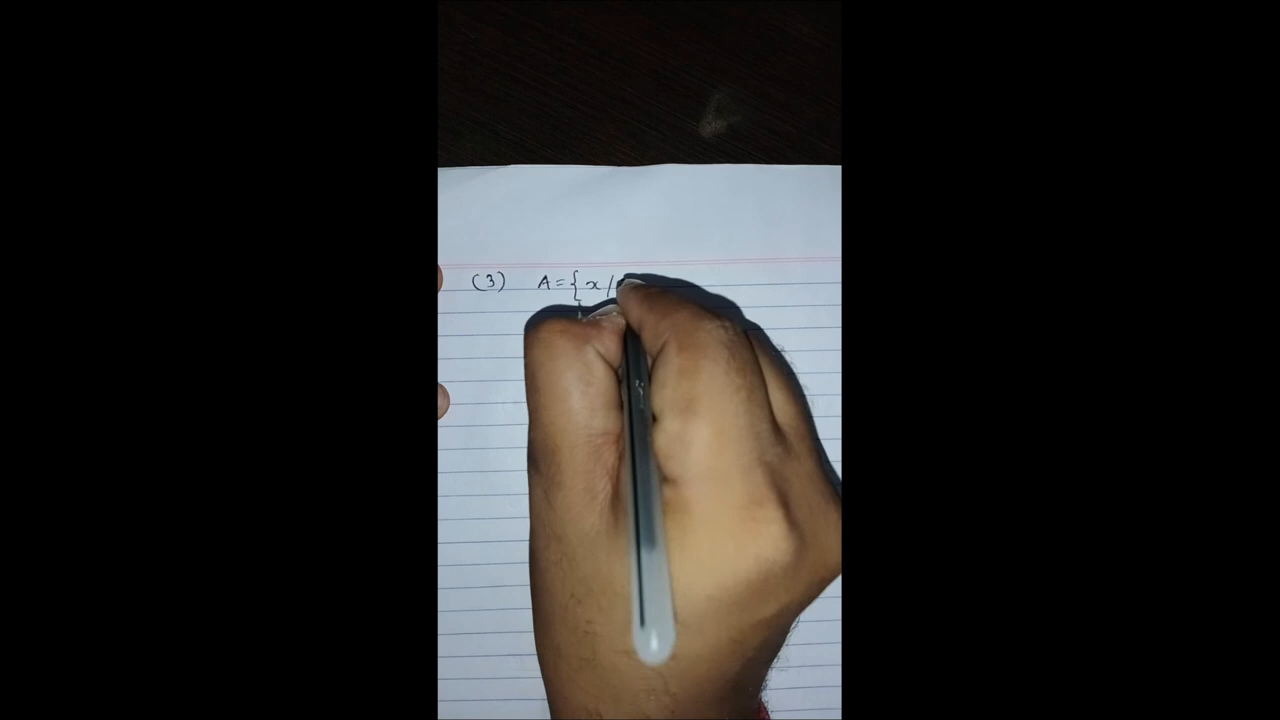 (3) A = { x /